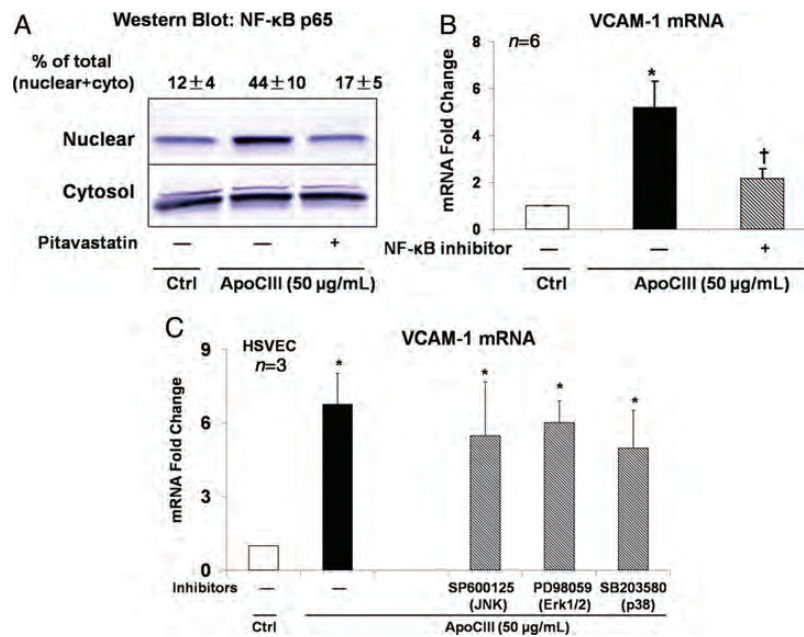 A
Western Blot: NF-κB p65
% of total
(nuclear+cyto)
12±4 44±10 17±5
Nuclear
Cytosol
Pitavastatin — — +
Ctrl ApoCIII (50 µg/mL)
B
VCAM-1 mRNA
n=6
mRNA Fold Change
8
6
4
2
0
*
†
NF-κB inhibitor — — +
Ctrl ApoCIII (50 µg/mL)
C
HSVEC
n=3
VCAM-1 mRNA
mRNA Fold Change
9
6
3
0
* * * *
Inhibitors — — SP600125 PD98059 SB203580
(JNK) (Erk1/2) (p38)
Ctrl ApoCIII (50 µg/mL)